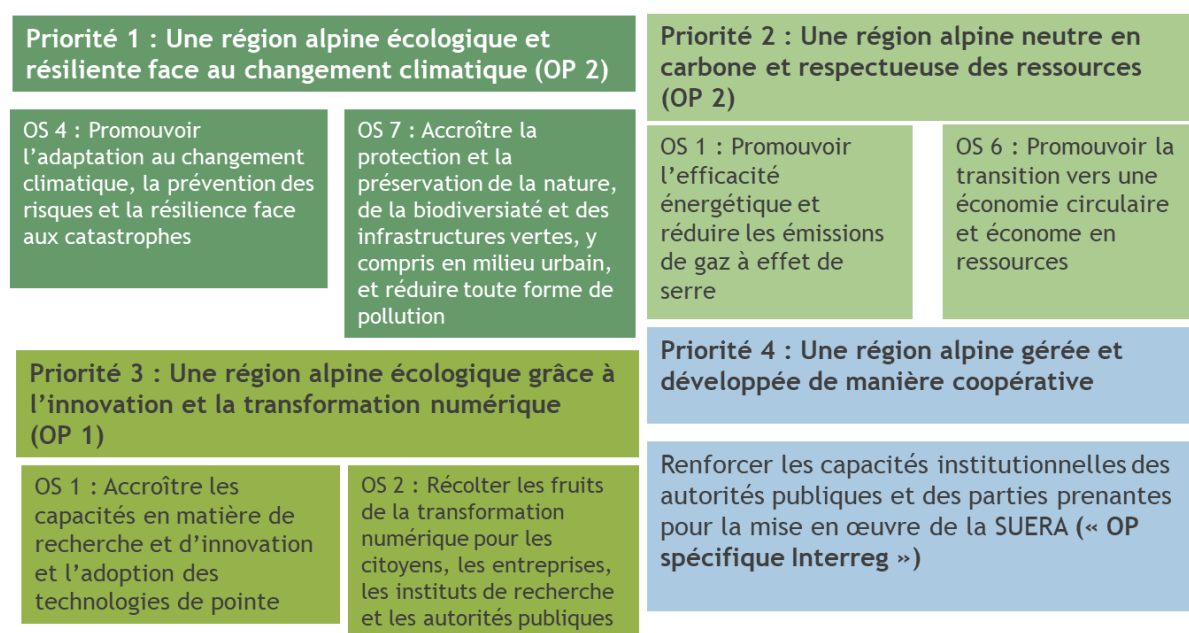 Priorité 1 : Une région alpine écologique et
résiliente face au changement climatique (OP 2)
OS 4 : Promouvoir
l’adaptation au changement
climatique, la prévention des
risques et la résilience face
aux catastrophes
OS 7 : Accroître la
protection et la
préservation de la nature,
de la biodiversiaté et des
infrastructures vertes, y
compris en milieu urbain,
et réduire toute forme de
pollution
Priorité 2 : Une région alpine neutre en
carbone et respectueuse des ressources
(OP 2)
OS 1 : Promouvoir
l’efficacité
énergétique et
réduire les émissions
de gaz à effet de
serre
OS 6 : Promouvoir la
transition vers une
économie circulaire
et économe en
ressources
Priorité 3 : Une région alpine écologique grâce à
l’innovation et la transformation numérique
(OP 1)
OS 1 : Accroître les
capacités en matière de
recherche et d’innovation
et l’adoption des
technologies de pointe
OS 2 : Récolter les fruits
de la transformation
numérique pour les
citoyens, les entreprises,
les instituts de recherche
et les autorités publiques
Priorité 4 : Une région alpine gérée et
développée de manière coopérative
Renforcer les capacités institutionnelles des
autorités publiques et des parties prenantes
pour la mise en œuvre de la SUERA (« OP
spécifique Interreg »)